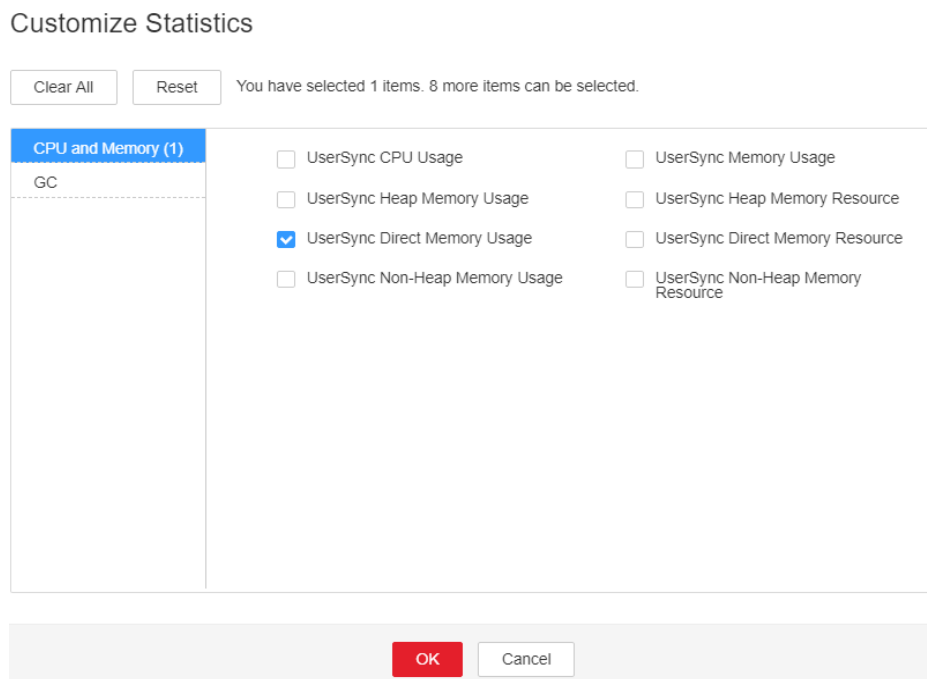 Customize Statistics
Clear All
Reset
You have selected 1 items. 8 more items can be selected.
CPU and Memory (1)
GC
UserSync CPU Usage
UserSync Memory Usage
UserSync Heap Memory Usage
UserSync Heap Memory Resource
UserSync Direct Memory Usage
UserSync Direct Memory Resource
UserSync Non-Heap Memory Usage
UserSync Non-Heap Memory
Resource
OK
Cancel